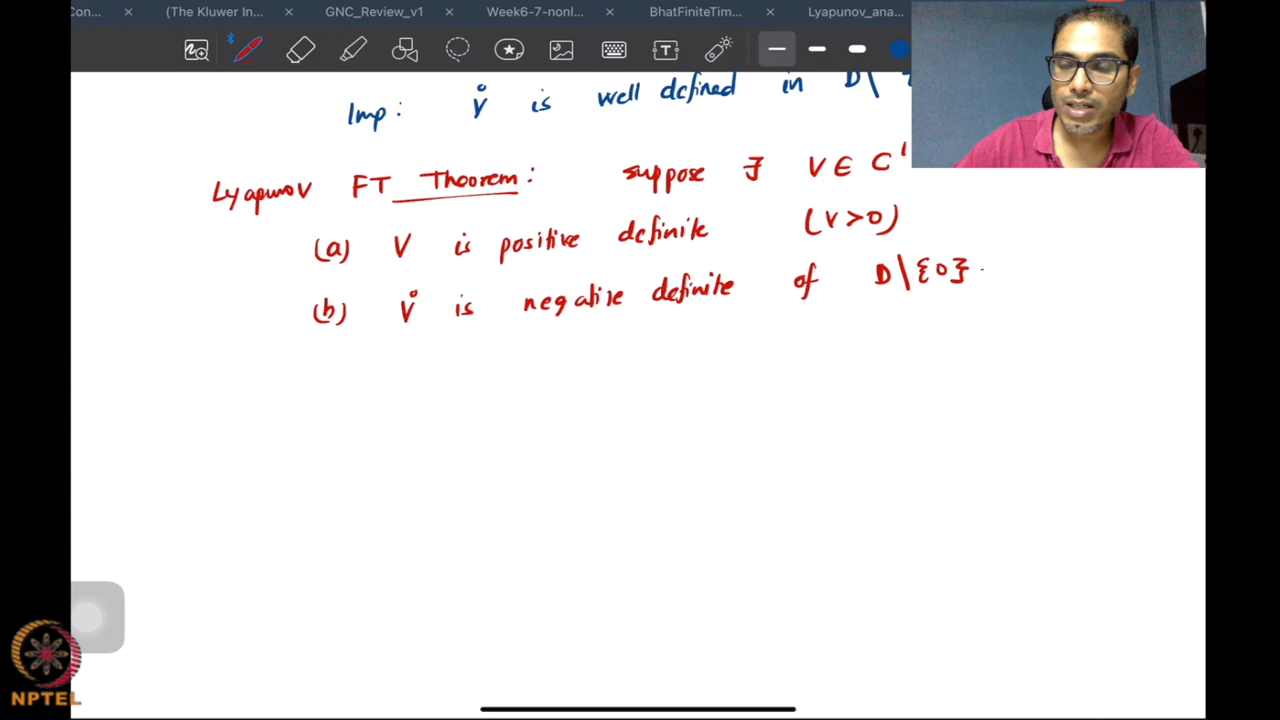 Con... (The Kluwer In... GNC_Review_v1 Week6-7-nonl... BhatFiniteTim... Lyapunov_ana...
Imp: V̇ is well defined in D\
Lyapunov FT Theorem: suppose ∃ V ∈ C¹
(a) V is positive definite (V>0)
(b) V̇ is negative definite of D\{0}.
NPTEL